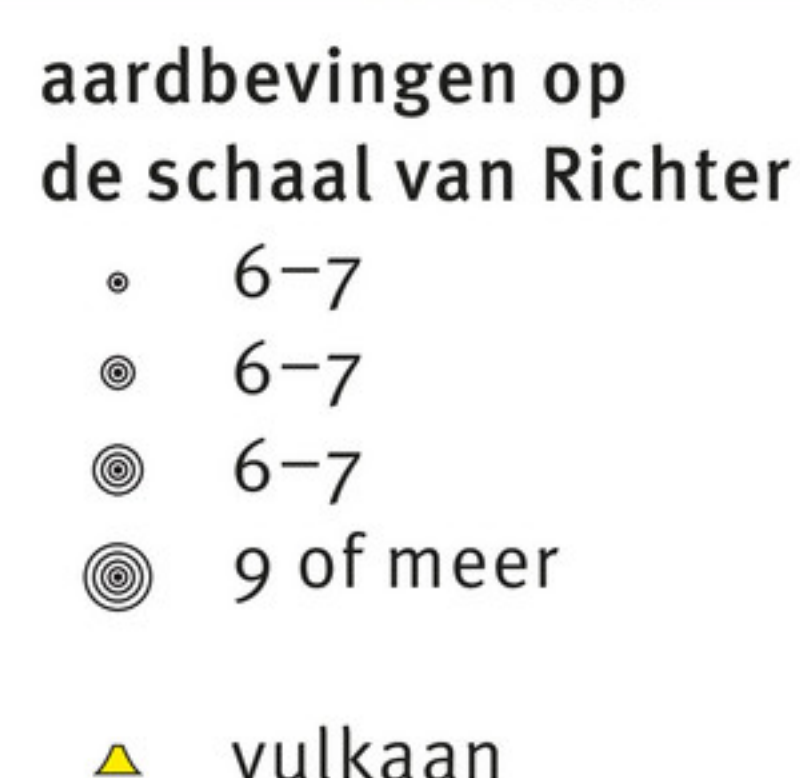 aardbevingen op
de schaal van Richter
6–7
6–7
6–7
9 of meer
vulkaan